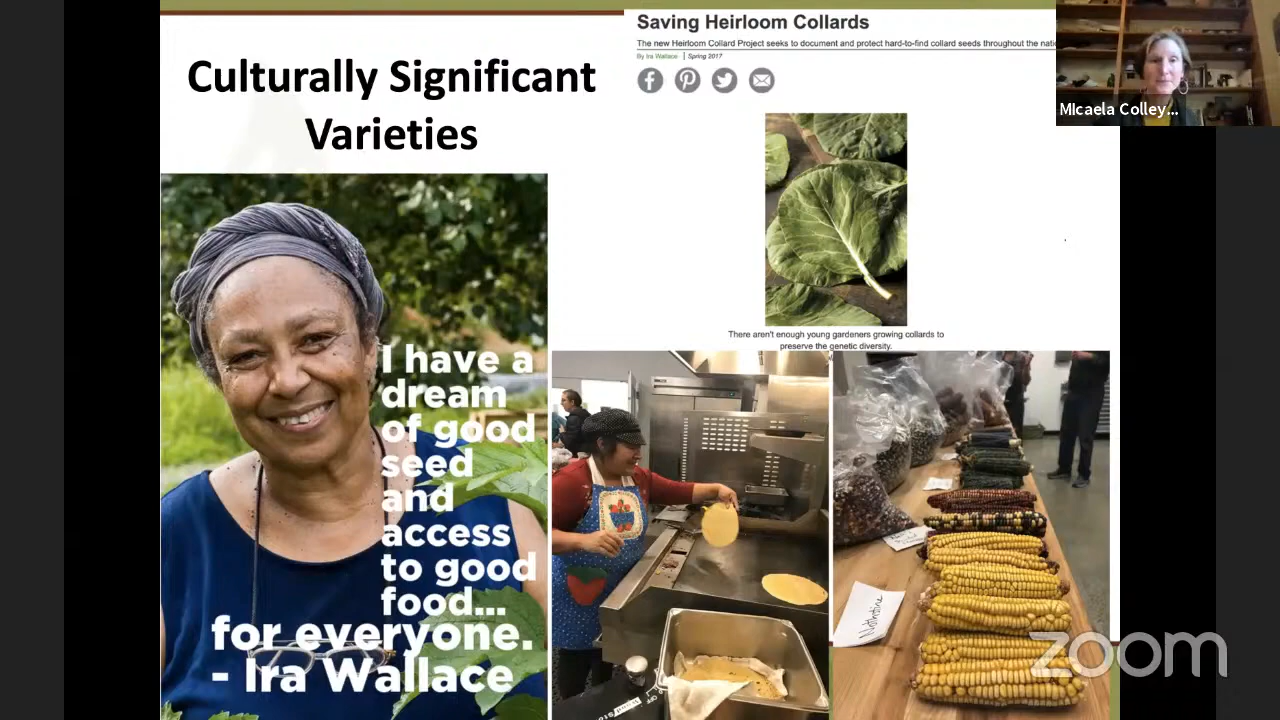 Culturally Significant
Varieties
Saving Heirloom Collards
The new Heirloom Collard Project seeks to document and protect hard-to-find collard seeds throughout the nati
By Ira Wallace | Spring 2017
MIcaela Colley...
There aren't enough young gardeners growing collards to
preserve the genetic diversity.
I have a
dream
of good
seed
and
access
to good
food...
for everyone.
- Ira Wallace
zoom